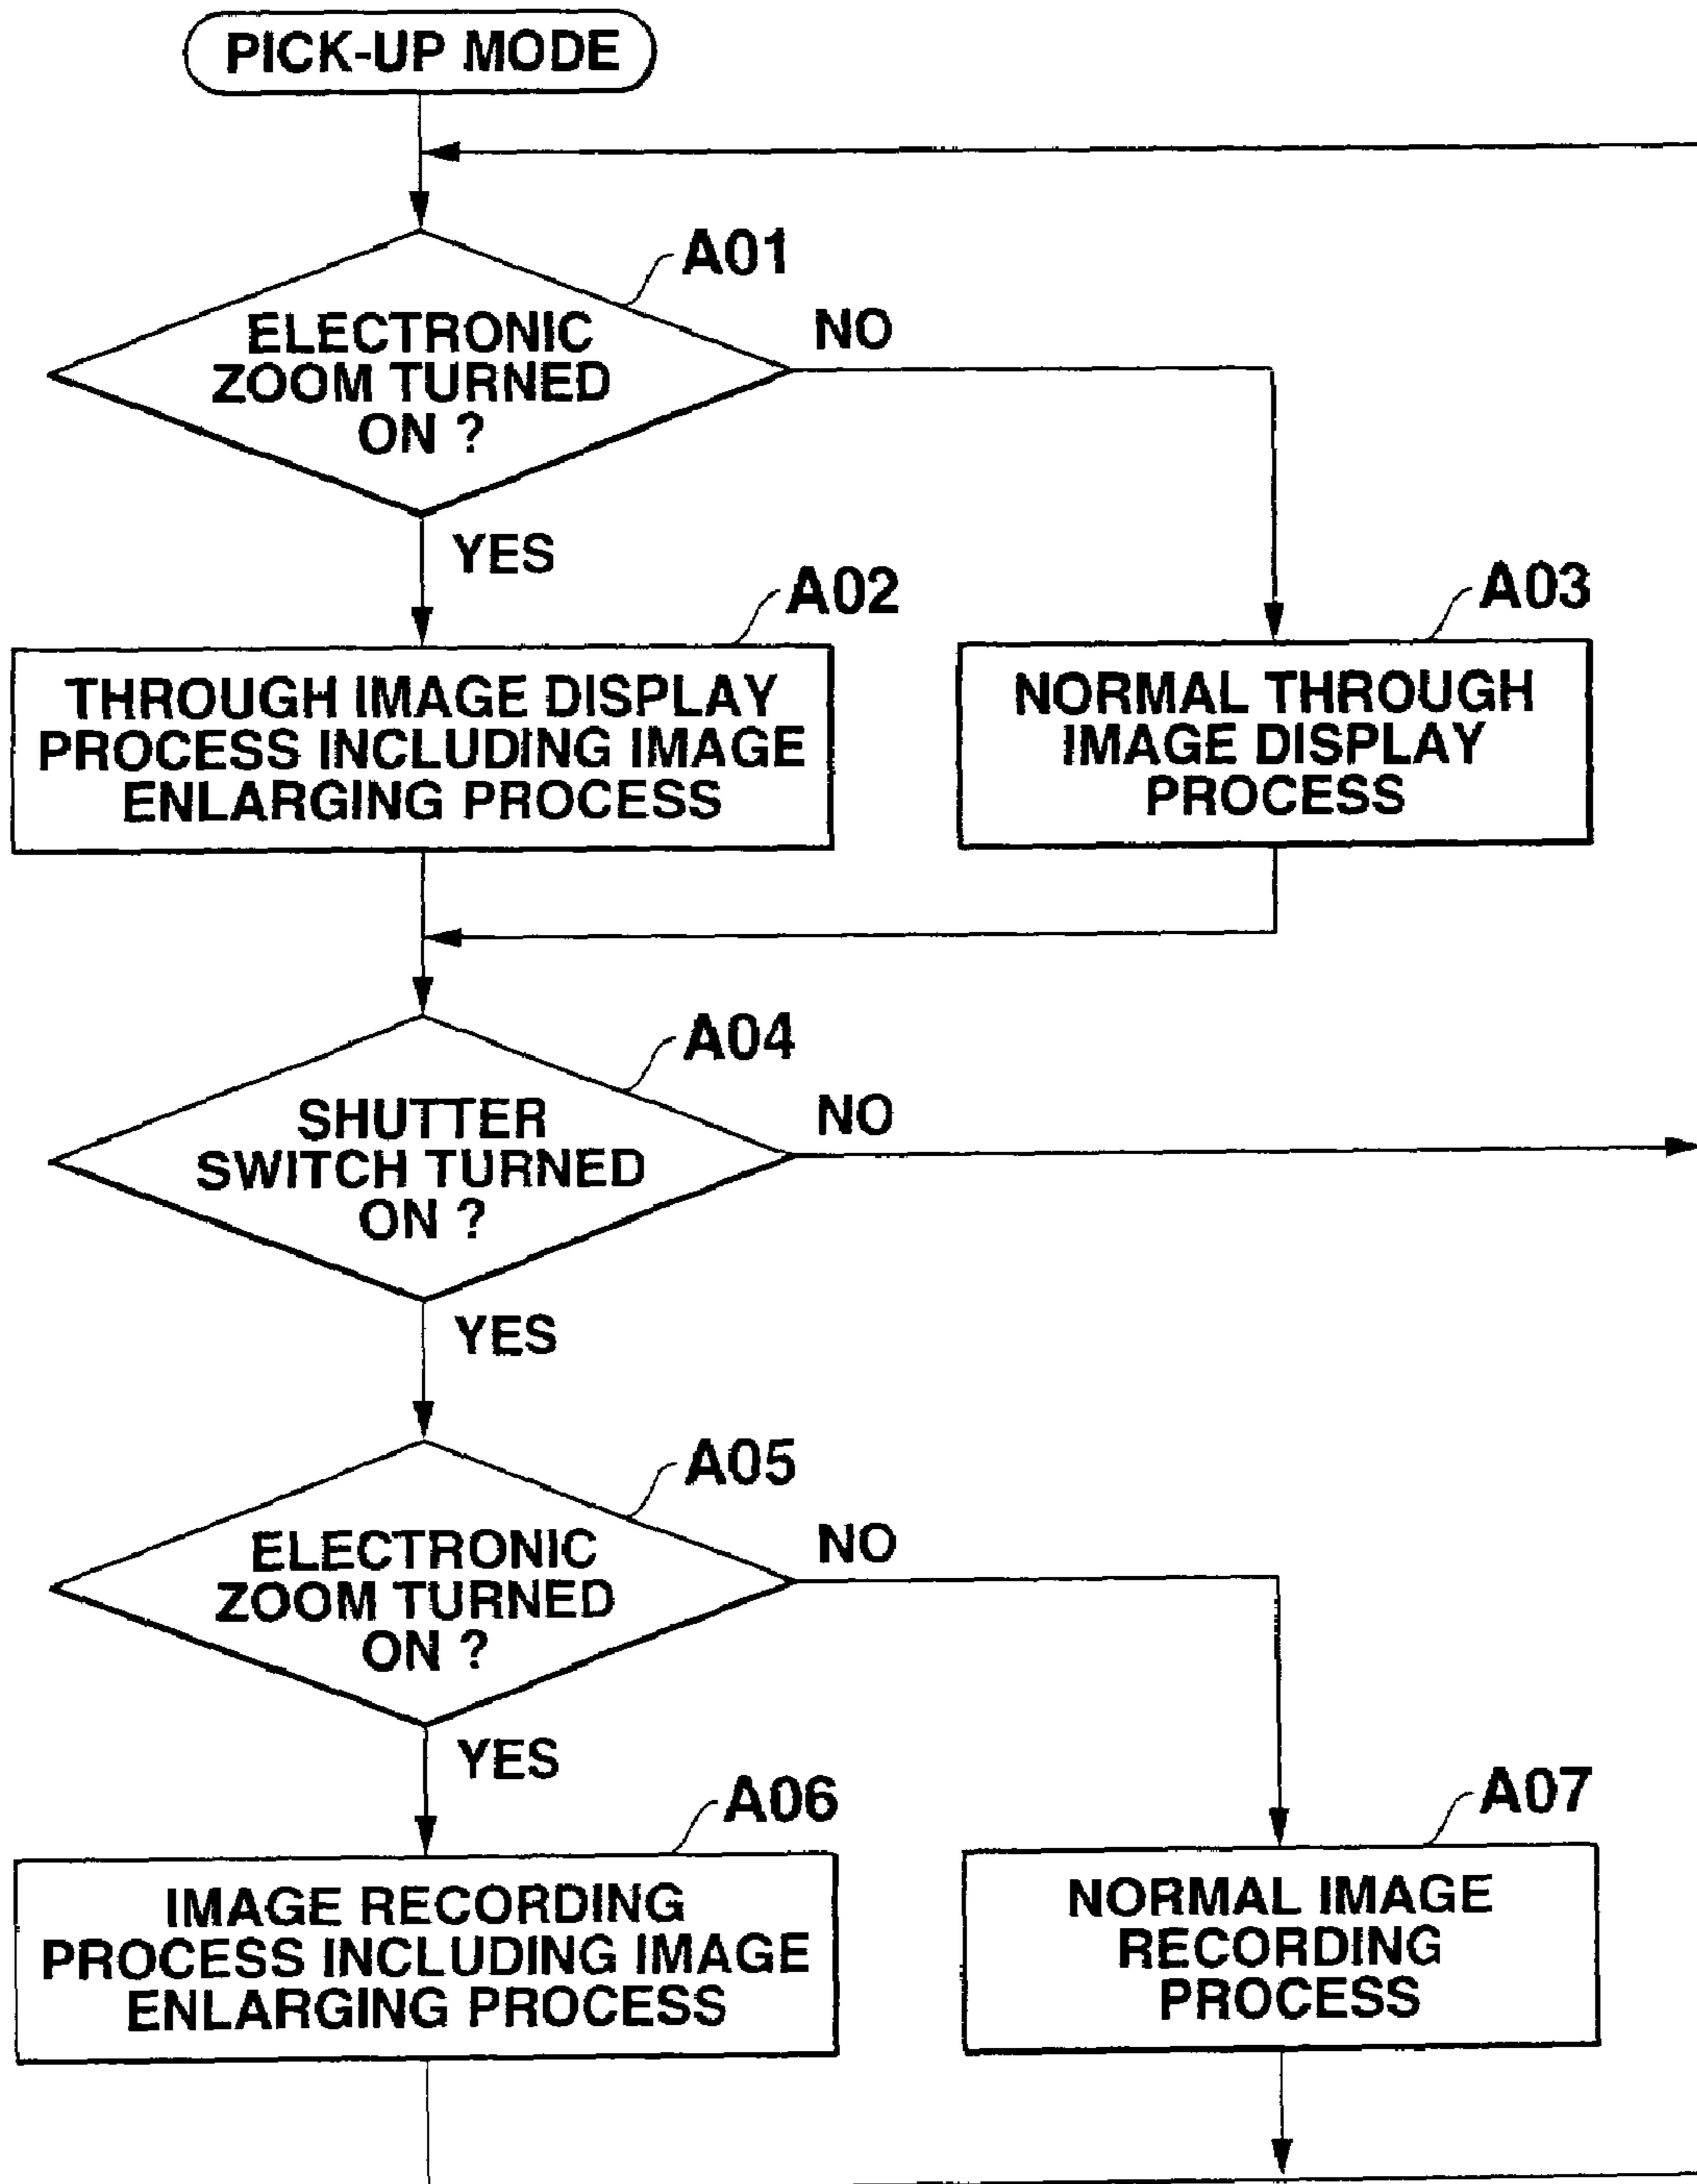 PICK-UP MODE
A01
ELECTRONIC
ZOOM TURNED
ON ?
NO
YES
A02
THROUGH IMAGE DISPLAY
PROCESS INCLUDING IMAGE
ENLARGING PROCESS
A03
NORMAL THROUGH
IMAGE DISPLAY
PROCESS
A04
SHUTTER
SWITCH TURNED
ON ?
NO
YES
A05
ELECTRONIC
ZOOM TURNED
ON ?
NO
YES
A06
IMAGE RECORDING
PROCESS INCLUDING IMAGE
ENLARGING PROCESS
A07
NORMAL IMAGE
RECORDING
PROCESS